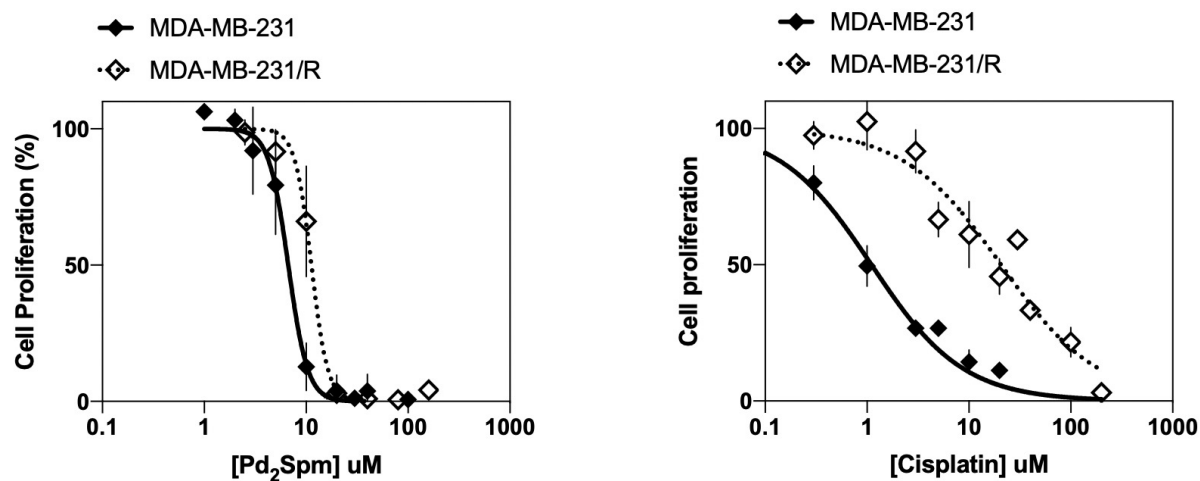 MDA-MB-231
MDA-MB-231/R
Cell Proliferation (%)
100
50
0
0.1 1 10 100 1000
[Pd₂Spm] uM
MDA-MB-231
MDA-MB-231/R
Cell proliferation
100
50
0
0.1 1 10 100 1000
[Cisplatin] uM